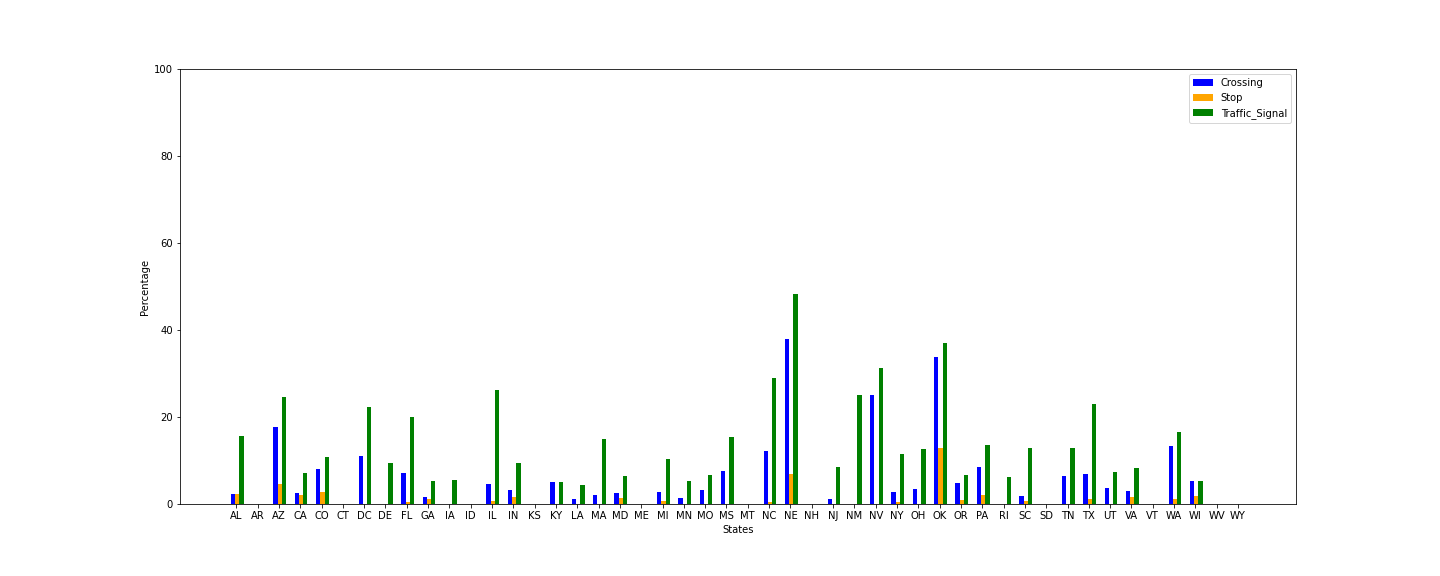 100
80
60
40
20
0
Percentage
Crossing
Stop
Traffic_Signal
AL AR AZ CA CO CT DC DE FL GA IA ID IL IN KS KY LA MA MD ME MI MN MO MS MT NC NE NH NJ NM NV NY OH OK OR PA RI SC SD TN TX UT VA VT WA WI WV WY
States